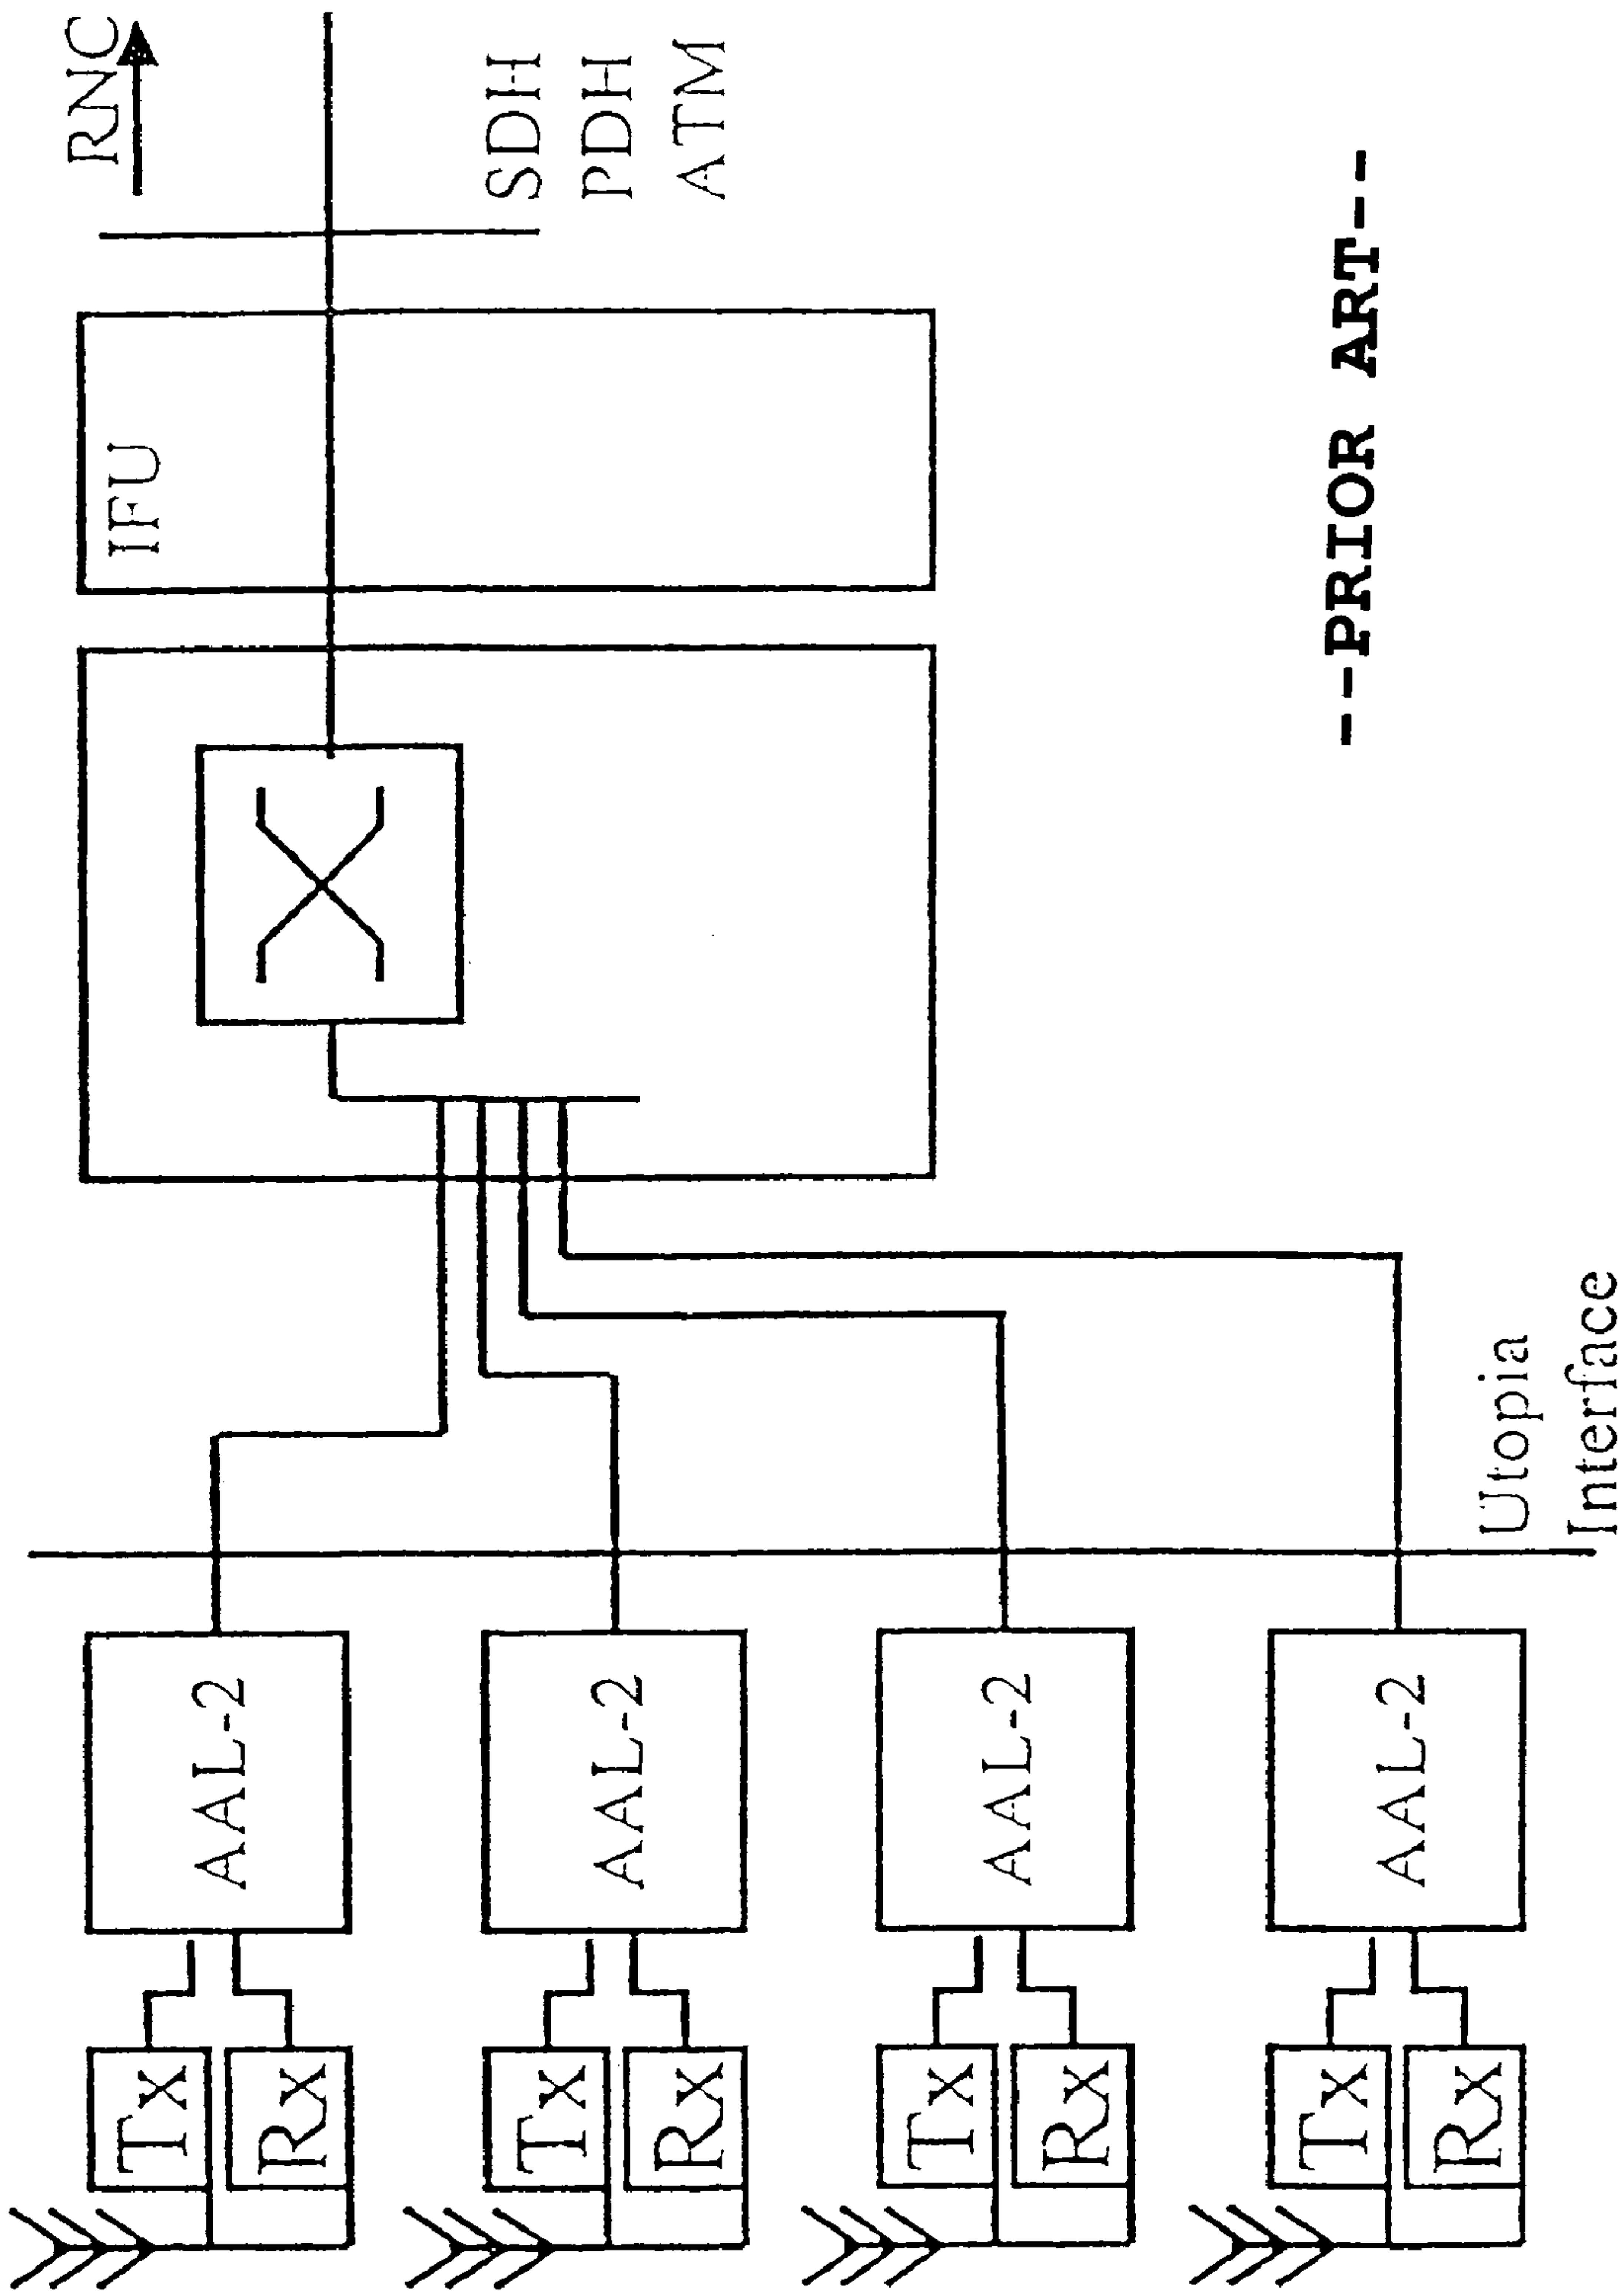 RNC
SDH
PDH
ATM
IFU
Utopia
Interface
AAL-2
AAL-2
AAL-2
AAL-2
Tx
Rx
Tx
Rx
Tx
Rx
Tx
Rx
--PRIOR ART--